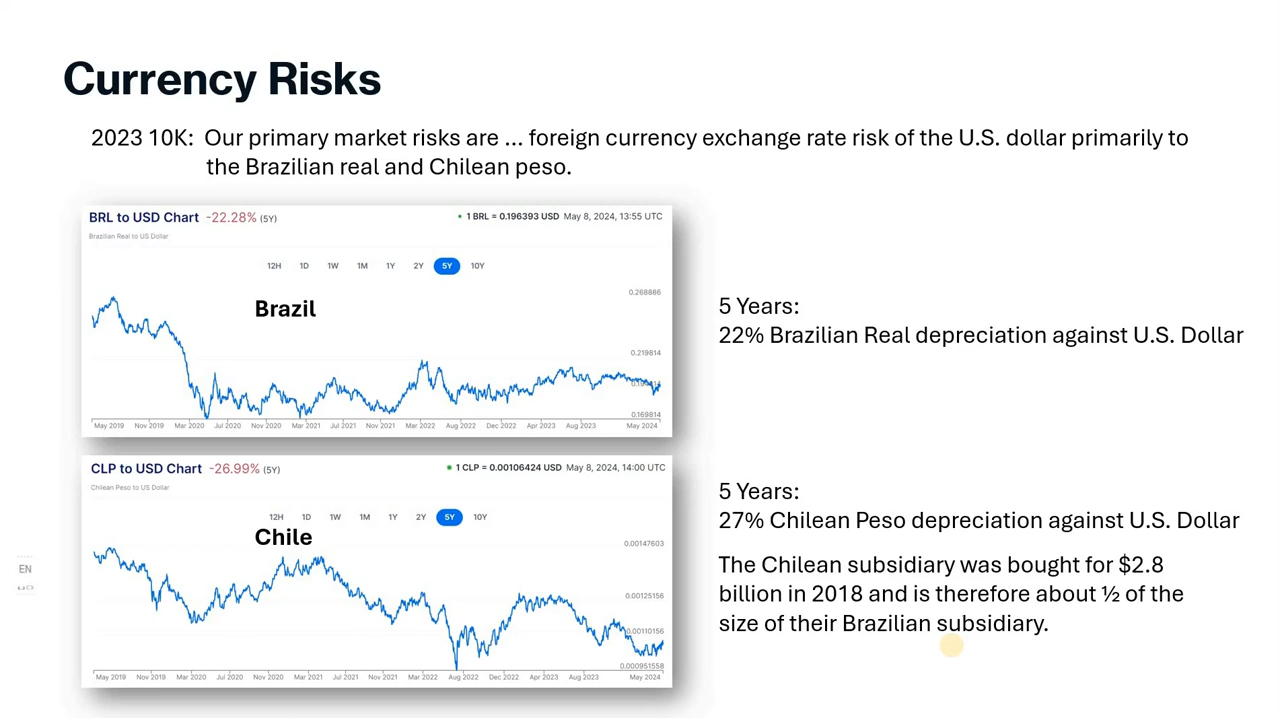 Currency Risks
2023 10K: Our primary market risks are ... foreign currency exchange rate risk of the U.S. dollar primarily to
the Brazilian real and Chilean peso.
BRL to USD Chart -22.28% (5Y)
1 BRL = 0.196393 USD May 8, 2024, 13:55 UTC
Brazilian Real to US Dollar
12H 1D 1W 1M 1Y 2Y 5Y 10Y
Brazil
0.268886
0.219814
0.169814
May 2019 Nov 2019 Mar 2020 Jul 2020 Nov 2020 Mar 2021 Jul 2021 Nov 2021 Mar 2022 Aug 2022 Dec 2022 Apr 2023 Aug 2023 May 2024
5 Years:
22% Brazilian Real depreciation against U.S. Dollar
CLP to USD Chart -26.99% (5Y)
1 CLP = 0.00106424 USD May 8, 2024, 14:00 UTC
Chilean Peso to US Dollar
12H 1D 1W 1M 1Y 2Y 5Y 10Y
Chile
0.00147603
0.00125156
0.00110156
0.000951558
May 2019 Nov 2019 Mar 2020 Jul 2020 Nov 2020 Mar 2021 Jul 2021 Nov 2021 Mar 2022 Aug 2022 Dec 2022 Apr 2023 Aug 2023 May 2024
5 Years:
27% Chilean Peso depreciation against U.S. Dollar
The Chilean subsidiary was bought for $2.8
billion in 2018 and is therefore about ½ of the
size of their Brazilian subsidiary.
EN